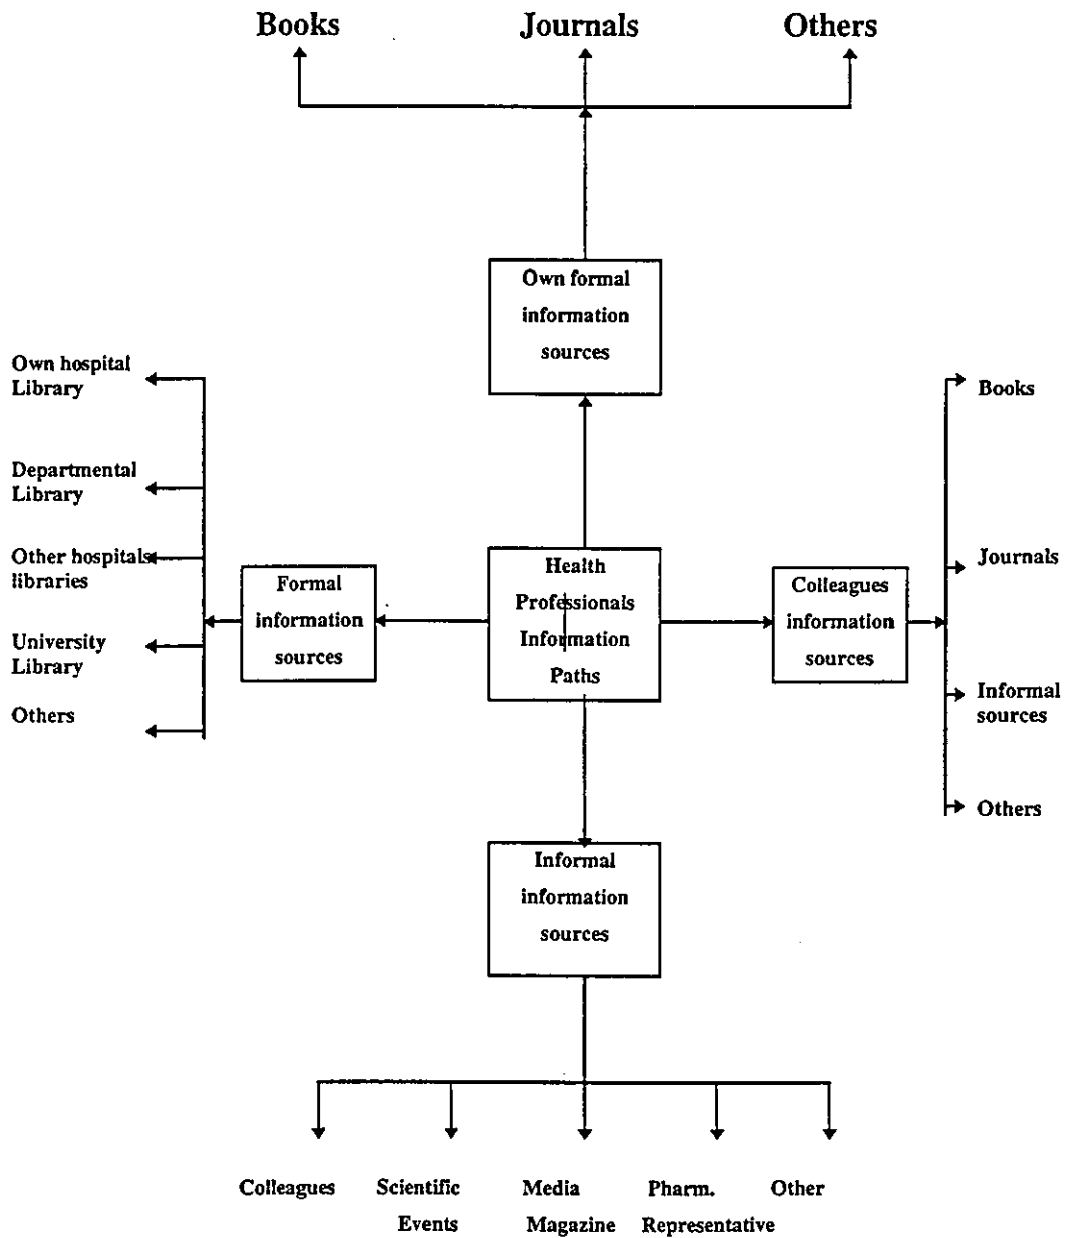 Books Journals Others
Own formal
information
sources
Own hospital
Library
Departmental
Library
Other hospitals
libraries
University
Library
Others
Formal
information
sources
Health
Professionals
Information
Paths
Colleagues
information
sources
Books
Journals
Informal
sources
Others
Informal
information
sources
Colleagues Scientific Media Pharm. Other
Events Magazine Representative